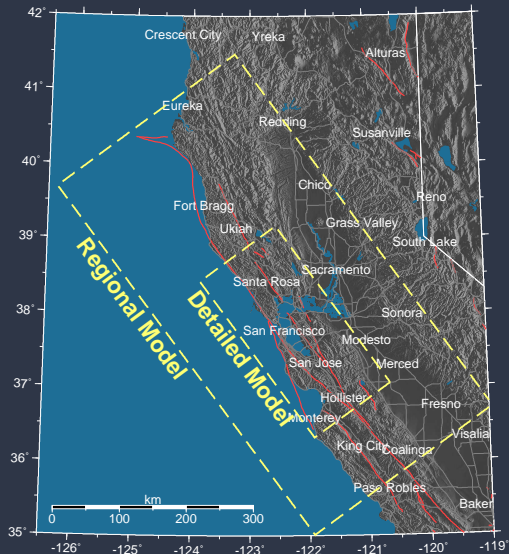 42°
Crescent City
Yreka
Alturas
41°
Eureka
Redding
Susanville
40°
Chico
Reno
Fort Bragg
Grass Valley
Ukiah
39°
South Lake
Sacramento
Santa Rosa
Regional Model
Detailed Model
38°
Sonora
San Francisco
Modesto
San Jose
Merced
37°
Hollister
Fresno
Monterey
Visalia
King City
Coalinga
36°
Paso Robles
km
Baker
0 100 200 300
35°
-126° -125° -124° -123° -122° -121° -120° -119°